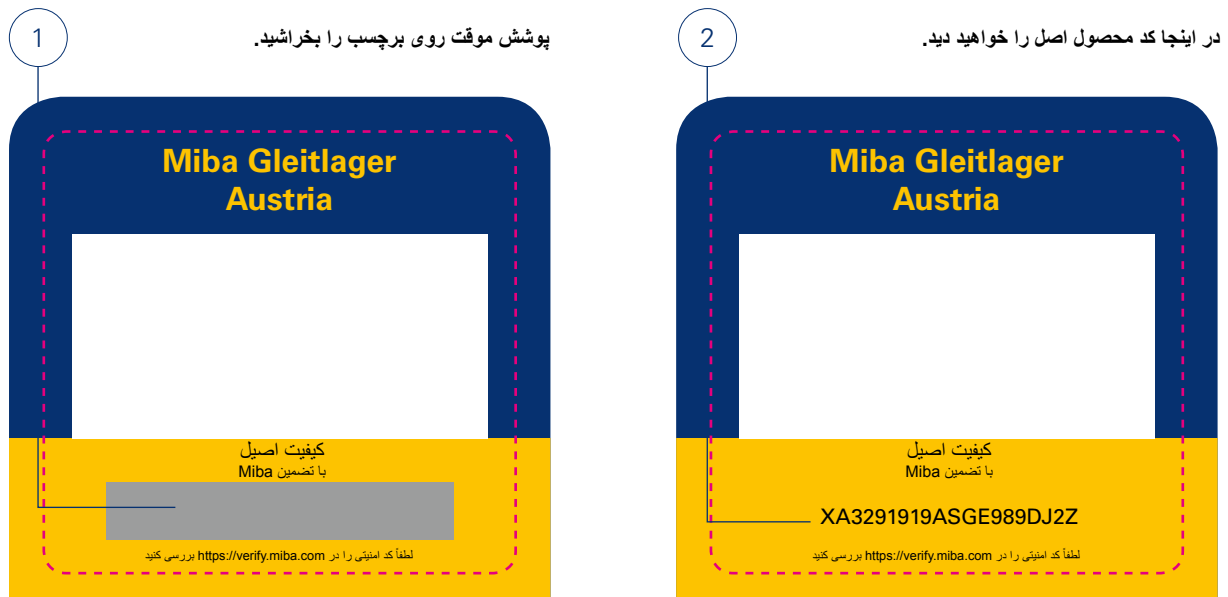 1
پوشش موقت روی برچسب را بخراشید.
Miba Gleitlager
Austria
کیفیت اصیل
با تضمین Miba
لطفاً کد امنیتی را در https://verify.miba.com بررسی کنید
2
در اینجا کد محصول اصل را خواهید دید.
Miba Gleitlager
Austria
کیفیت اصیل
با تضمین Miba
XA3291919ASGE989DJ2Z
لطفاً کد امنیتی را در https://verify.miba.com بررسی کنید